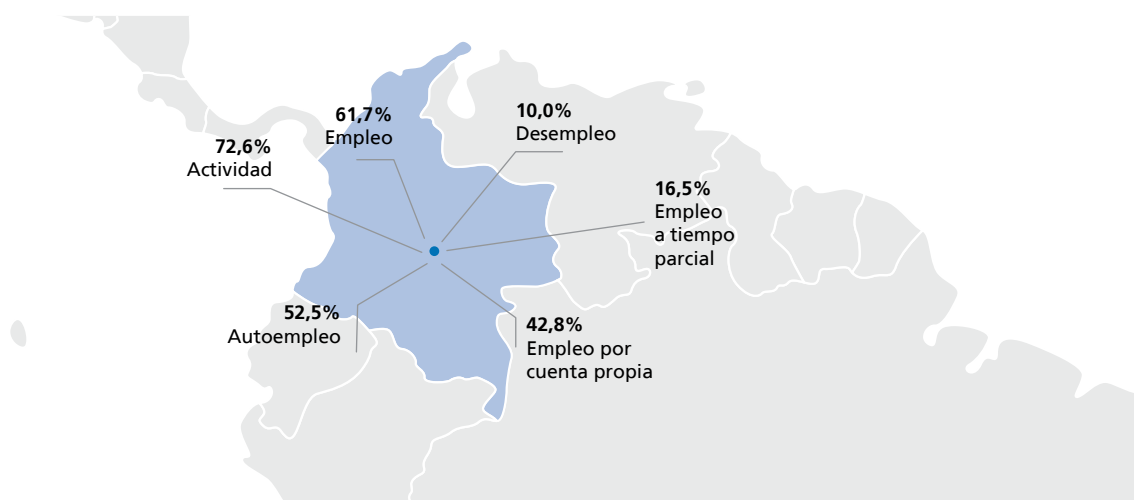 61,7%
Empleo
10,0%
Desempleo
72,6%
Actividad
16,5%
Empleo
a tiempo
parcial
52,5%
Autoempleo
42,8%
Empleo por
cuenta propia